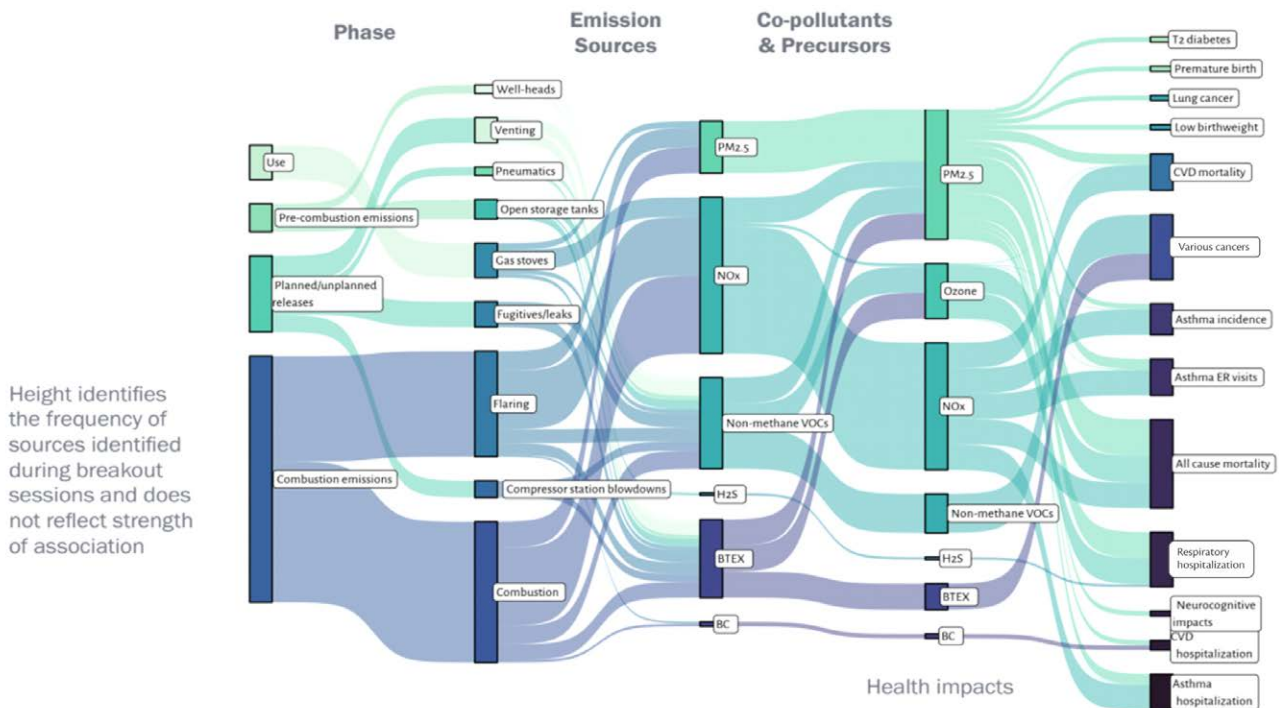 Phase
Emission
Sources
Co-pollutants
& Precursors
Height identifies
the frequency of
sources identified
during breakout
sessions and does
not reflect strength
of association
Use
Pre-combustion emissions
Planned/unplanned
releases
Combustion emissions
Well-heads
Venting
Pneumatics
Open storage tanks
Gas stoves
Fugitives/leaks
Flaring
Compressor station blowdowns
Combustion
PM2.5
NOx
Non-methane VOCs
H2S
BTEX
BC
PM2.5
Ozone
NOx
Non-methane VOCs
H2S
BTEX
BC
T2 diabetes
Premature birth
Lung cancer
Low birthweight
CVD mortality
Various cancers
Asthma incidence
Asthma ER visits
All cause mortality
Respiratory
hospitalization
Neurocognitive
impacts
CVD
hospitalization
Asthma
hospitalization
Health impacts